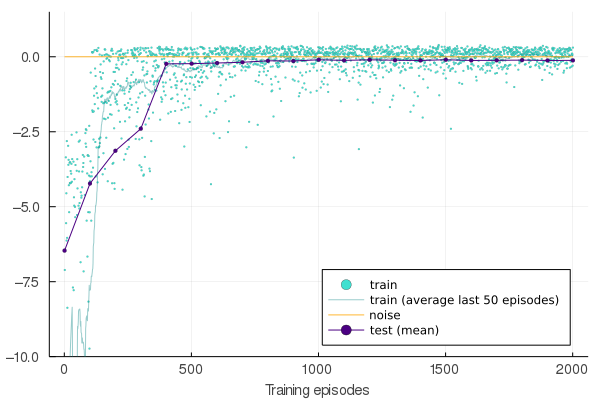 0.0
−2.5
−5.0
−7.5
−10.0
train
train (average last 50 episodes)
noise
test (mean)
0 500 1000 1500 2000
Training episodes